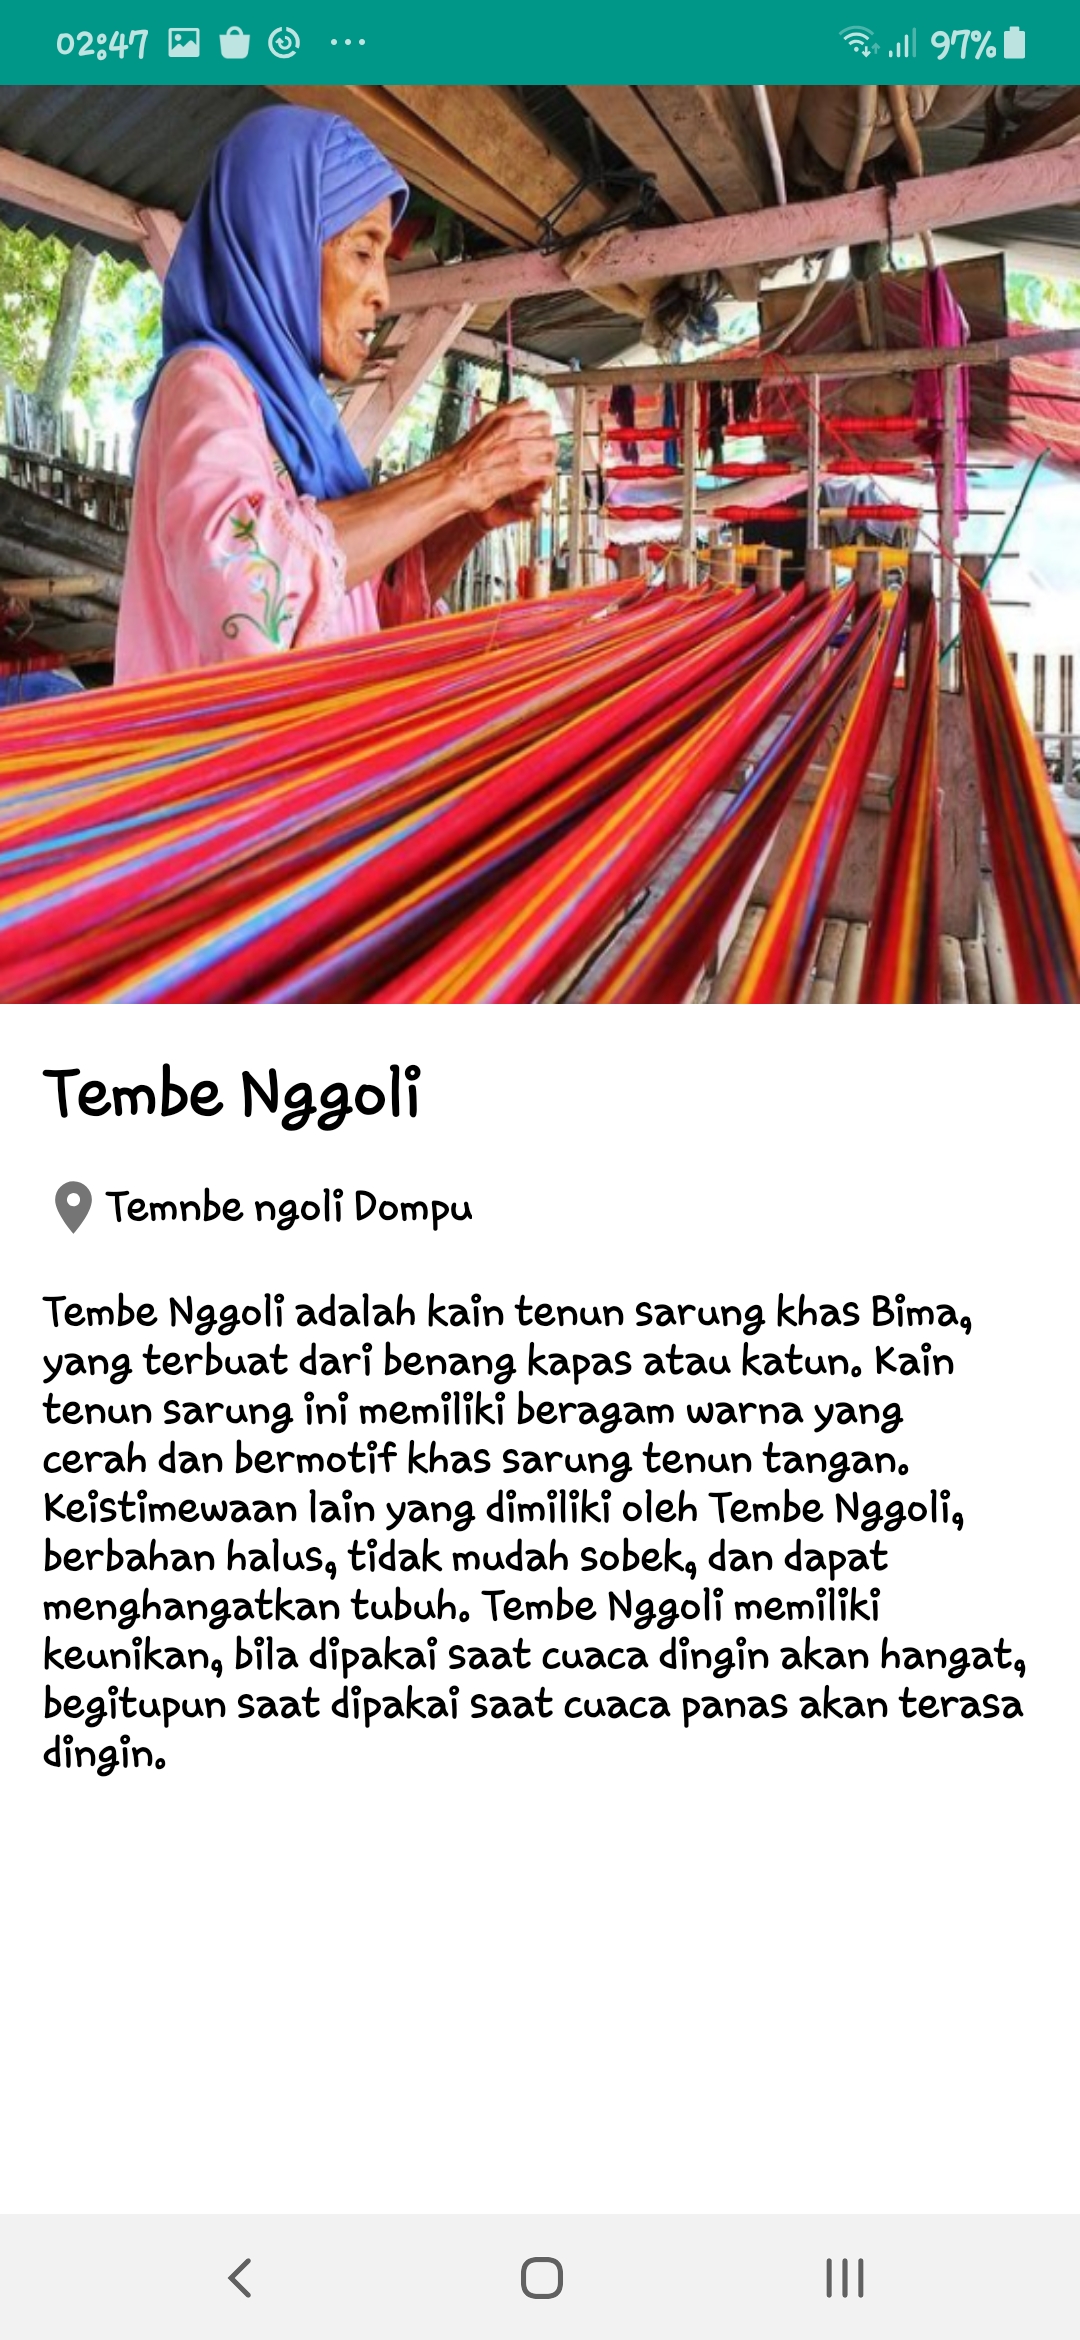 02:47
97%
Tembe Nggoli
Temnbe ngoli Dompu
Tembe Nggoli adalah kain tenun sarung khas Bima,
yang terbuat dari benang kapas atau katun. Kain
tenun sarung ini memiliki beragam warna yang
cerah dan bermotif khas sarung tenun tangan.
Keistimewaan lain yang dimiliki oleh Tembe Nggoli,
berbahan halus, tidak mudah sobek, dan dapat
menghangatkan tubuh. Tembe Nggoli memiliki
keunikan, bila dipakai saat cuaca dingin akan hangat,
begitupun saat dipakai saat cuaca panas akan terasa
dingin.